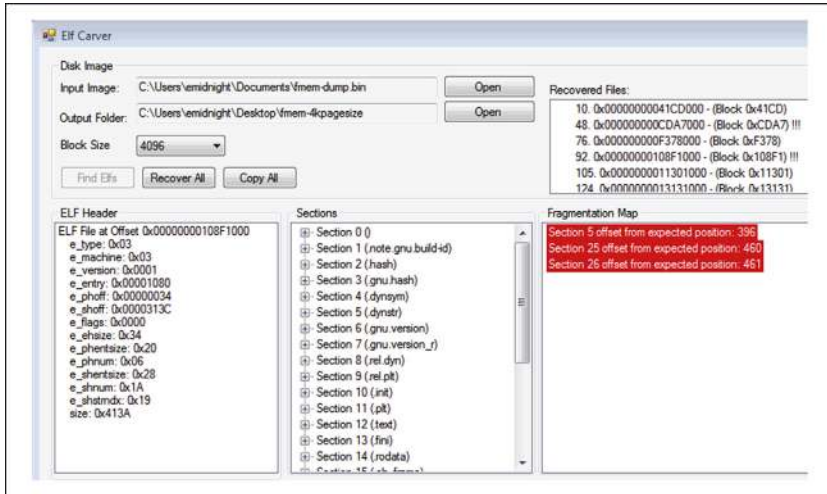 Elf Carver
Disk Image
Input Image: C:\Users\emidnight\Documents\fmem-dump.bin Open
Output Folder: C:\Users\emidnight\Desktop\fmem-4kpagesize Open
Block Size 4096
Find Elfs Recover All Copy All
Recovered Files:
10. 0x00000000041CD000 - (Block 0x41CD)
48. 0x000000000CDA7000 - (Block 0xCDA7) !!!
76. 0x000000000F378000 - (Block 0xF378)
92. 0x00000000108F1000 - (Block 0x108F1) !!!
105. 0x0000000011301000 - (Block 0x11301)
124. 0x0000000013131000 - (Block 0x13131)
ELF Header
ELF File at Offset 0x00000000108F1000
e_type: 0x03
e_machine: 0x03
e_version: 0x0001
e_entry: 0x00001080
e_phoff: 0x00000034
e_shoff: 0x0000313C
e_flags: 0x0000
e_ehsize: 0x34
e_phentsize: 0x20
e_phnum: 0x06
e_shentsize: 0x28
e_shnum: 0x1A
e_shstrndx: 0x19
size: 0x413A
Sections
Section 0 ()
Section 1 (.note.gnu.build-id)
Section 2 (.hash)
Section 3 (.gnu.hash)
Section 4 (.dynsym)
Section 5 (.dynstr)
Section 6 (.gnu.version)
Section 7 (.gnu.version_r)
Section 8 (.rel.dyn)
Section 9 (.rel.plt)
Section 10 (.init)
Section 11 (.plt)
Section 12 (.text)
Section 13 (.fini)
Section 14 (.rodata)
Section 15 (.eh_frame)
Fragmentation Map
Section 5 offset from expected position: 396
Section 25 offset from expected position: 460
Section 26 offset from expected position: 461